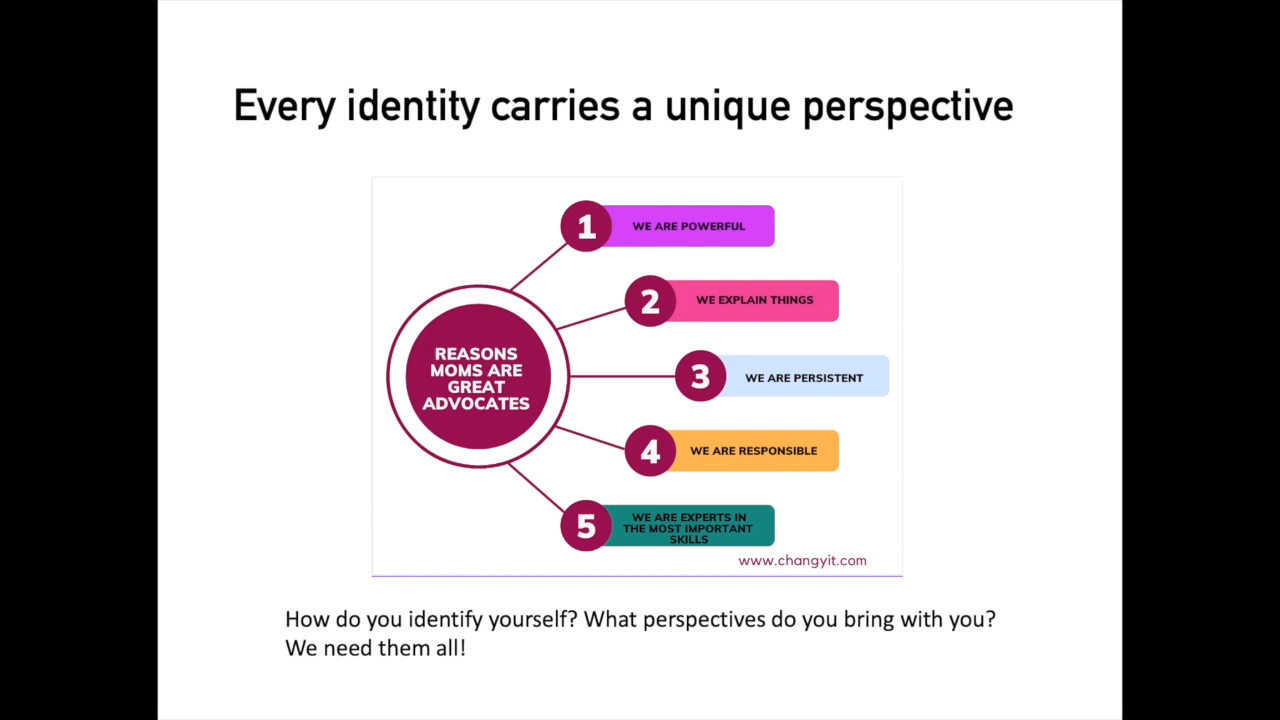 Every identity carries a unique perspective
REASONS
MOMS ARE
GREAT
ADVOCATES
1
WE ARE POWERFUL
2
WE EXPLAIN THINGS
3
WE ARE PERSISTENT
4
WE ARE RESPONSIBLE
5
WE ARE EXPERTS IN
THE MOST IMPORTANT
SKILLS
www.changyit.com
How do you identify yourself? What perspectives do you bring with you?
We need them all!